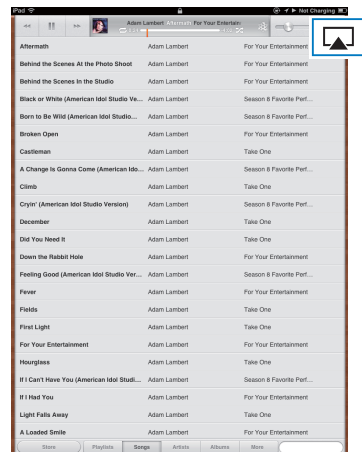 iPad Not Charging
Adam Lambert Aftermath For Your Entertain
Aftermath Adam Lambert For Your Entertainment
Behind the Scenes At the Photo Shoot Adam Lambert For Your Entertainment
Behind the Scenes In the Studio Adam Lambert For Your Entertainment
Black or White (American Idol Studio Ve... Adam Lambert Season 8 Favorite Perf...
Born to Be Wild (American Idol Studio... Adam Lambert Season 8 Favorite Perf...
Broken Open Adam Lambert For Your Entertainment
Castleman Adam Lambert Take One
A Change Is Gonna Come (American Ido... Adam Lambert Season 8 Favorite Perf...
Climb Adam Lambert Take One
Cryin' (American Idol Studio Version) Adam Lambert Season 8 Favorite Perf...
December Adam Lambert Take One
Did You Need It Adam Lambert Take One
Down the Rabbit Hole Adam Lambert For Your Entertainment
Feeling Good (American Idol Studio Ver... Adam Lambert Season 8 Favorite Perf...
Fever Adam Lambert For Your Entertainment
Fields Adam Lambert Take One
First Light Adam Lambert Take One
For Your Entertainment Adam Lambert For Your Entertainment
Hourglass Adam Lambert Take One
If I Can't Have You (American Idol Studi... Adam Lambert Season 8 Favorite Perf...
If I Had You Adam Lambert For Your Entertainment
Light Falls Away Adam Lambert Take One
A Loaded Smile Adam Lambert For Your Entertainment
Store Playlists Songs Artists Albums More